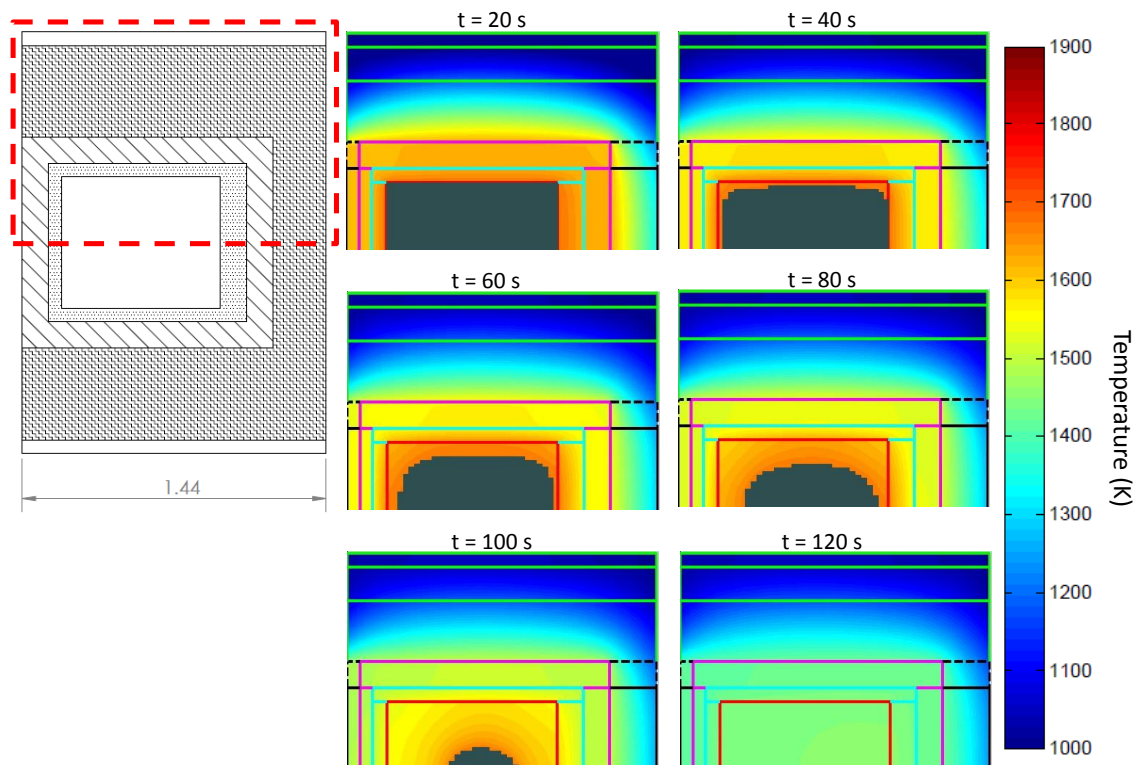 t = 20 s
t = 40 s
t = 60 s
t = 80 s
t = 100 s
t = 120 s
1.44
1900
1800
1700
1600
1500
1400
1300
1200
1100
1000
Temperature (K)